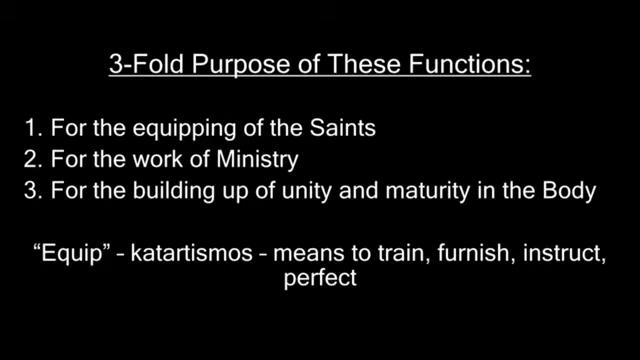 3-Fold Purpose of These Functions:
1. For the equipping of the Saints
2. For the work of Ministry
3. For the building up of unity and maturity in the Body
“Equip” – katartismos – means to train, furnish, instruct,
perfect